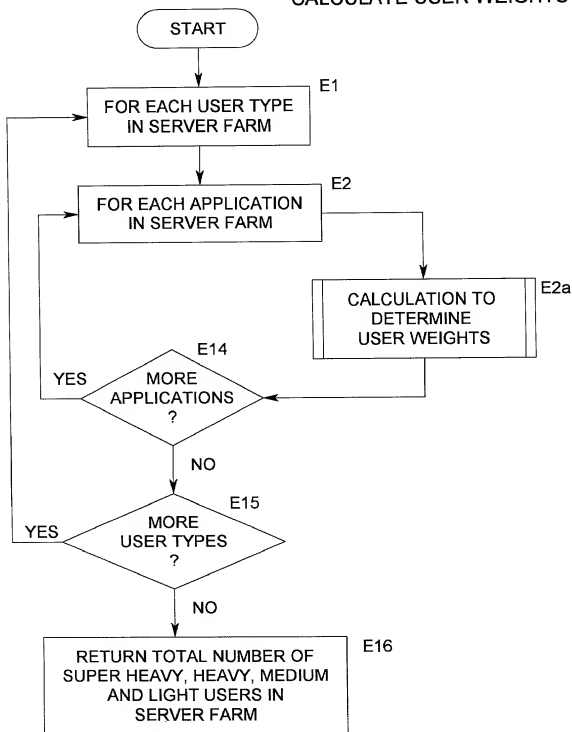 CALCULATE USER WEIGHTS
START
E1
FOR EACH USER TYPE
IN SERVER FARM
E2
FOR EACH APPLICATION
IN SERVER FARM
E2a
CALCULATION TO
DETERMINE
USER WEIGHTS
E14
YES
MORE
APPLICATIONS
?
NO
E15
YES
MORE
USER TYPES
?
NO
E16
RETURN TOTAL NUMBER OF
SUPER HEAVY, HEAVY, MEDIUM
AND LIGHT USERS IN
SERVER FARM